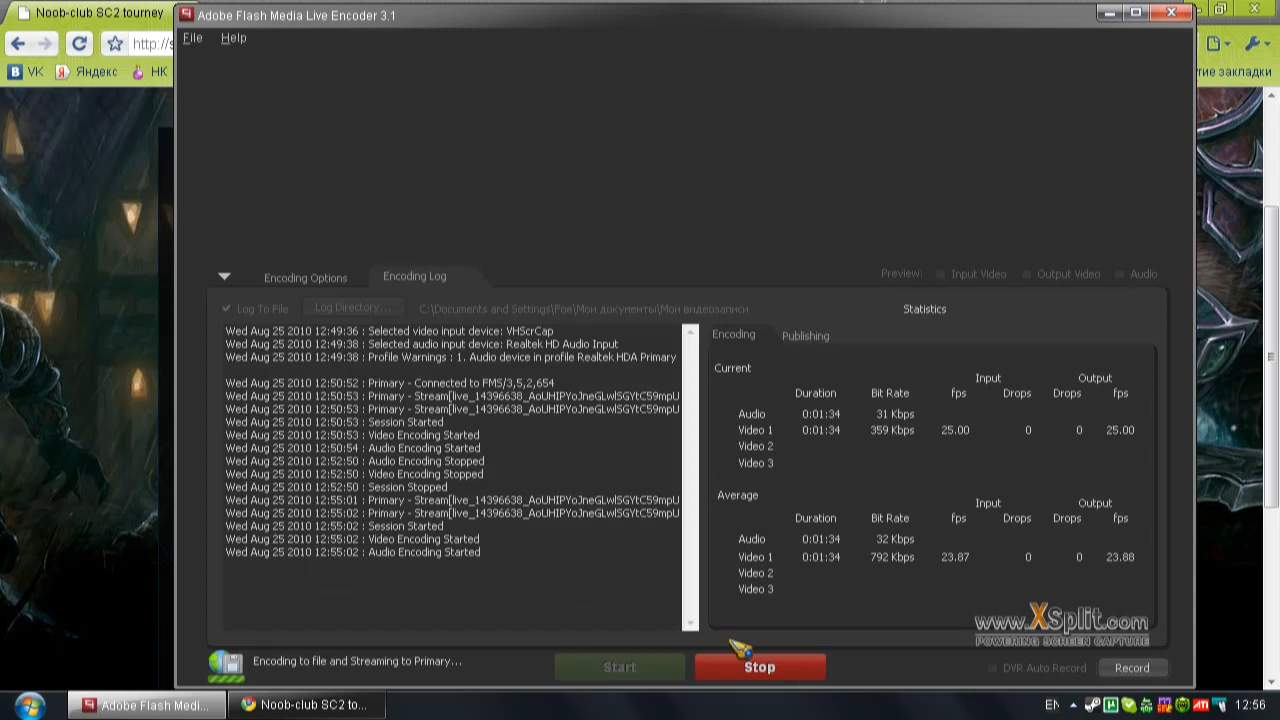 Noob-club SC2 tourney
Adobe Flash Media Live Encoder 3.1
http://s
File Help
VK Яндекс НК
тие закладки
Encoding Options Encoding Log
Preview: Input Video Output Video Audio
Log To File Log Directory... C:\Documents and Settings\Foe\Мои документы\Мои видеозаписи
Statistics
Wed Aug 25 2010 12:49:36 : Selected video input device: VHScrCap
Wed Aug 25 2010 12:49:38 : Selected audio input device: Realtek HD Audio Input
Wed Aug 25 2010 12:49:38 : Profile Warnings : 1. Audio device in profile Realtek HDA Primary
Wed Aug 25 2010 12:50:52 : Primary - Connected to FMS/3,5,2,654
Wed Aug 25 2010 12:50:53 : Primary - Stream[live_14396638_AoUHIPYoJneGLwlSGYtC59mpU
Wed Aug 25 2010 12:50:53 : Primary - Stream[live_14396638_AoUHIPYoJneGLwlSGYtC59mpU
Wed Aug 25 2010 12:50:53 : Session Started
Wed Aug 25 2010 12:50:53 : Video Encoding Started
Wed Aug 25 2010 12:50:54 : Audio Encoding Started
Wed Aug 25 2010 12:52:50 : Audio Encoding Stopped
Wed Aug 25 2010 12:52:50 : Video Encoding Stopped
Wed Aug 25 2010 12:52:50 : Session Stopped
Wed Aug 25 2010 12:55:01 : Primary - Stream[live_14396638_AoUHIPYoJneGLwlSGYtC59mpU
Wed Aug 25 2010 12:55:02 : Primary - Stream[live_14396638_AoUHIPYoJneGLwlSGYtC59mpU
Wed Aug 25 2010 12:55:02 : Session Started
Wed Aug 25 2010 12:55:02 : Video Encoding Started
Wed Aug 25 2010 12:55:02 : Audio Encoding Started
Encoding Publishing
Current
Input Output
Duration Bit Rate fps Drops Drops fps
Audio 0:01:34 31 Kbps
Video 1 0:01:34 359 Kbps 25.00 0 0 25.00
Video 2
Video 3
Average
Input Output
Duration Bit Rate fps Drops Drops fps
Audio 0:01:34 32 Kbps
Video 1 0:01:34 792 Kbps 23.87 0 0 23.88
Video 2
Video 3
www.XSplit.com
POWERING SCREEN CAPTURE
Encoding to file and Streaming to Primary...
Start Stop
DVR Auto Record Record
Adobe Flash Medi... Noob-club SC2 to...
EN ATI 12:56